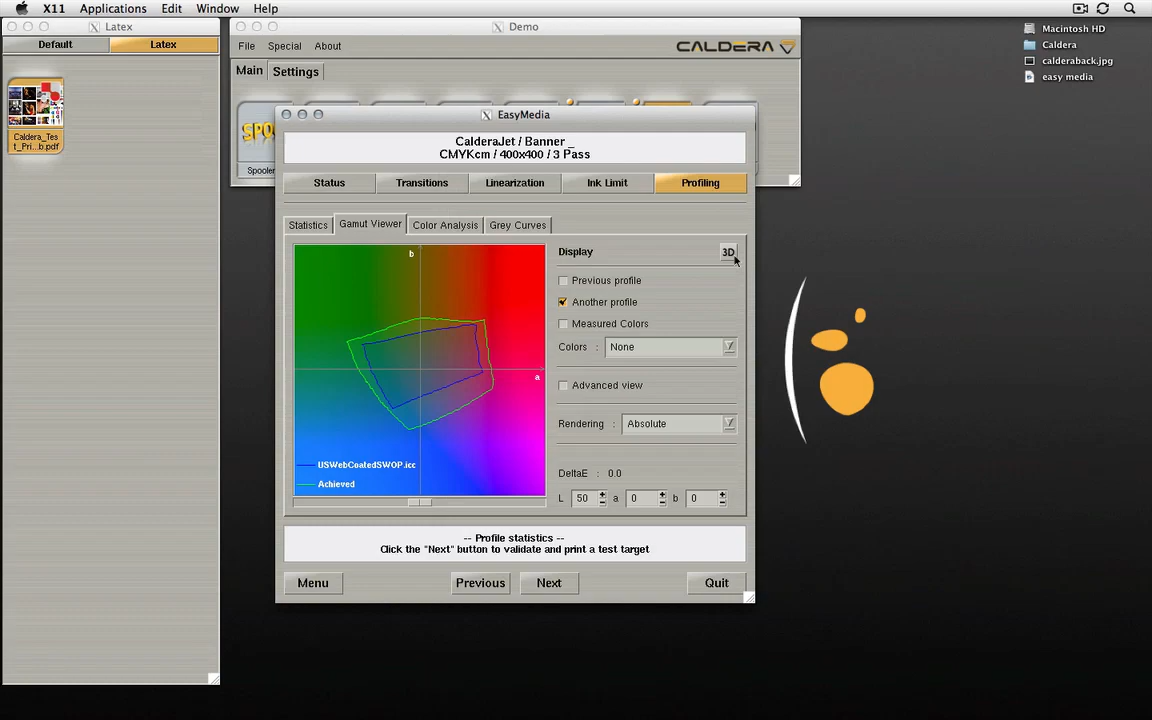 X11 Applications Edit Window Help
Latex
Default Latex
Caldera_Tes
t_Pri...b.pdf
Demo
File Special About
CALDERA
Main Settings
Spooler
EasyMedia
CalderaJet / Banner _
CMYKcm / 400x400 / 3 Pass
Status Transitions Linearization Ink Limit Profiling
Statistics Gamut Viewer Color Analysis Grey Curves
b
a
USWebCoatedSWOP.icc
Achieved
Display 3D
Previous profile
Another profile
Measured Colors
Colors : None
Advanced view
Rendering : Absolute
DeltaE : 0.0
L 50 a 0 b 0
-- Profile statistics --
Click the "Next" button to validate and print a test target
Menu Previous Next Quit
Macintosh HD
Caldera
calderaback.jpg
easy media